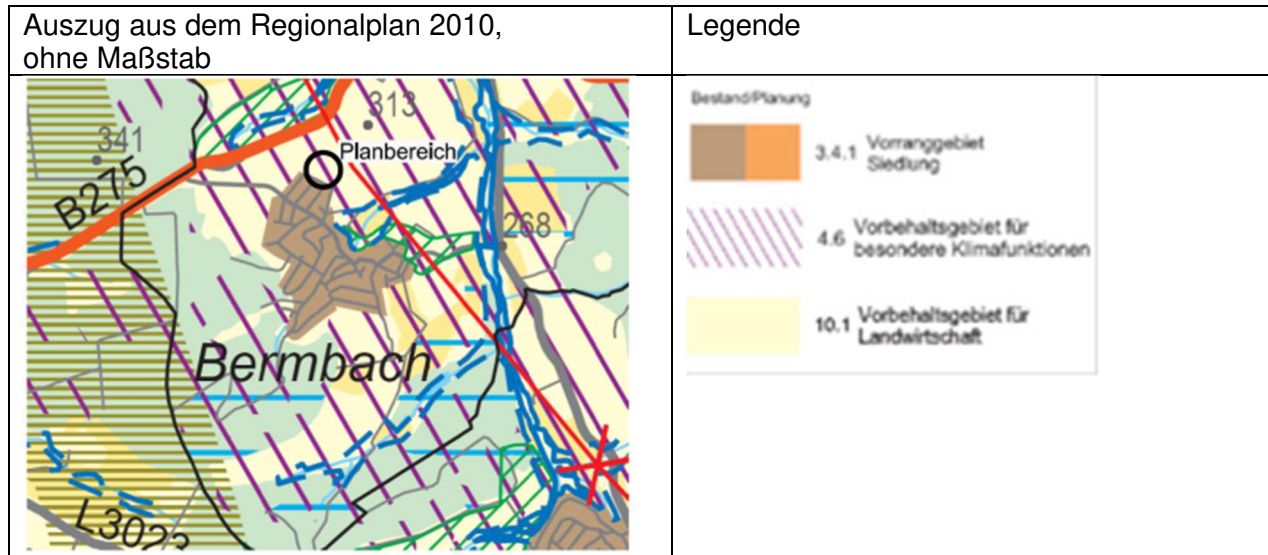 Auszug aus dem Regionalplan 2010,
ohne Maßstab
Legende
313
341
Planbereich
B275
268
Bermbach
L3023
Bestand/Planung
3.4.1 Vorranggebiet
Siedlung
4.6 Vorbehaltsgebiet für
besondere Klimafunktionen
10.1 Vorbehaltsgebiet für
Landwirtschaft